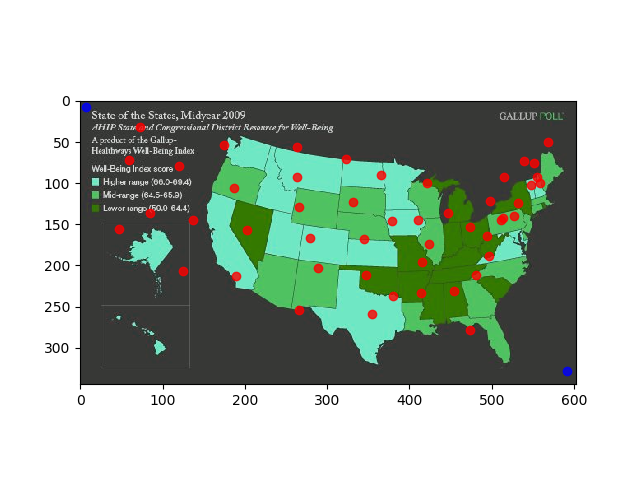 State of the States, Midyear 2009
GALLUP POLL
AHIP State and Congressional District Resource for Well-Being
A product of the Gallup-
Healthways Well-Being Index
Well-Being Index score
Higher range (66.0-69.4)
Mid-range (64.5-65.9)
Lower range (50.0-64.4)
0
50
100
150
200
250
300
0
100
200
300
400
500
600